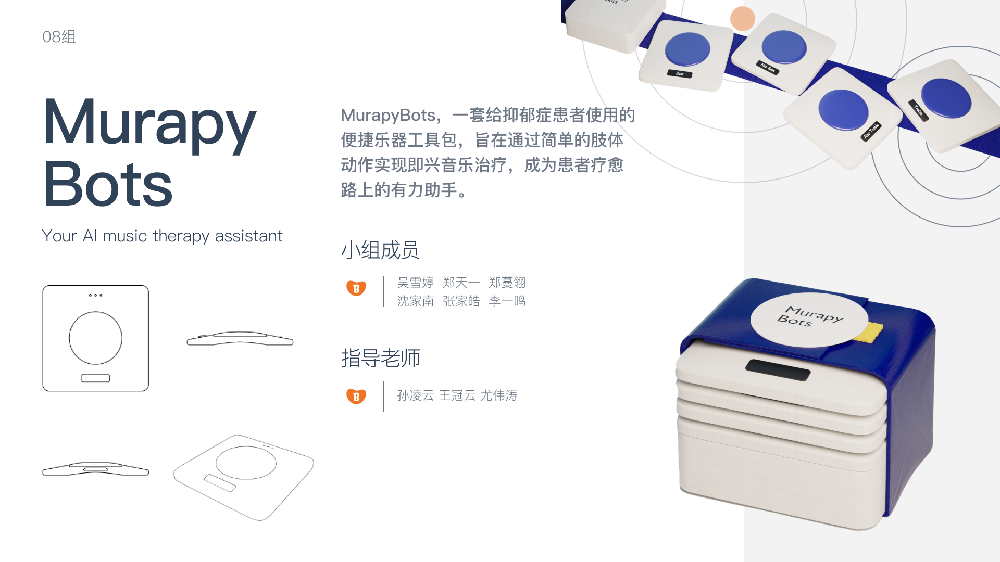 08组
Murapy
Bots
Your AI music therapy assistant
MurapyBots，一套给抑郁症患者使用的
便捷乐器工具包，旨在通过简单的肢体
动作实现即兴音乐治疗，成为患者疗愈
路上的有力助手。
小组成员
B
吴雪婷 郑天一 郑蔓翎
沈家南 张家皓 李一鸣
指导老师
B
孙凌云 王冠云 尤伟涛
Bots
Bass
Alto Bass
Alto Treble
Treble
Murapy
Bots